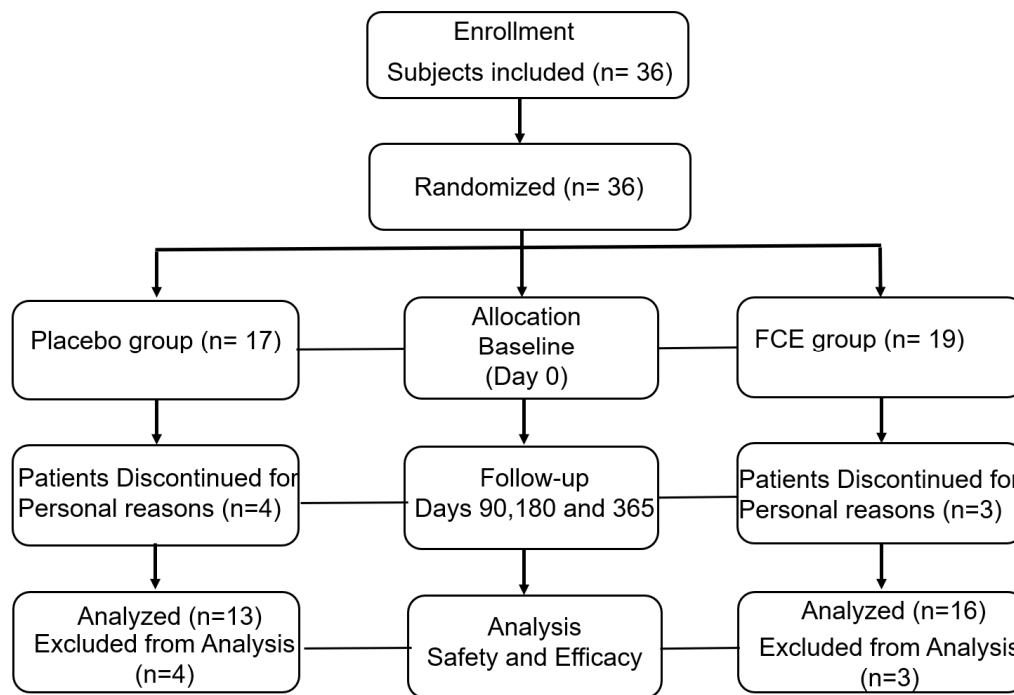 Enrollment
Subjects included (n= 36)
Randomized (n= 36)
Placebo group (n= 17)
Allocation
Baseline
(Day 0)
FCE group (n= 19)
Patients Discontinued for
Personal reasons (n=4)
Follow-up
Days 90,180 and 365
Patients Discontinued for
Personal reasons (n=3)
Analyzed (n=13)
Excluded from Analysis
(n=4)
Analysis
Safety and Efficacy
Analyzed (n=16)
Excluded from Analysis
(n=3)